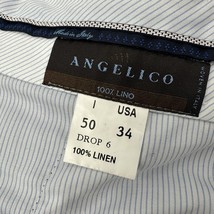 Made in Italy
ANGELICO
100% LINO
I USA
50 34
DROP 6
100% LINEN